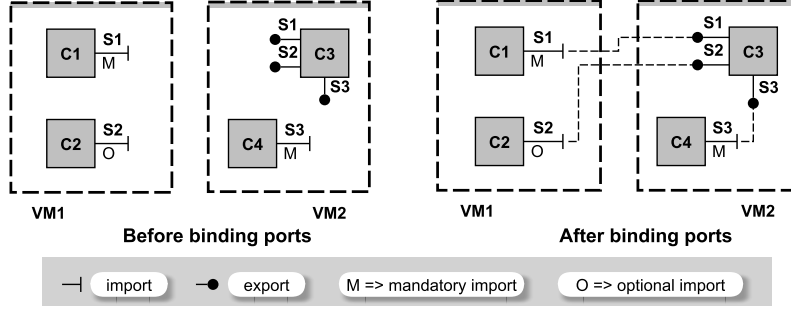 C1 S1 M
C2 S2 O
VM1
S1
S2
C3
S3
C4 S3 M
VM2
Before binding ports
C1 S1 M
C2 S2 O
VM1
S1
S2
C3
S3
C4 S3 M
VM2
After binding ports
import
export
M => mandatory import
O => optional import